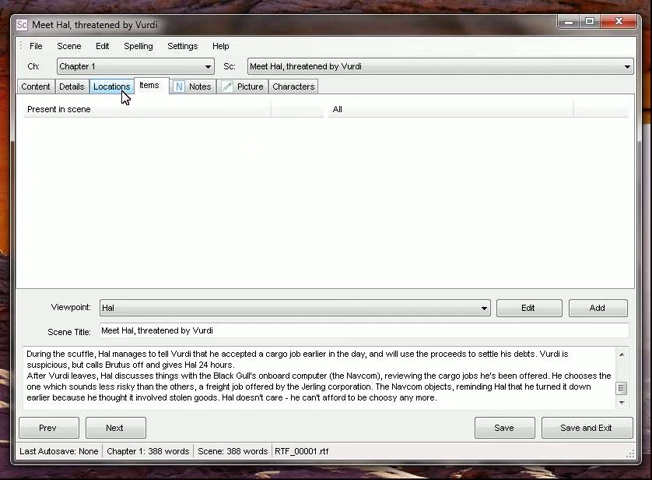 Sc Meet Hal, threatened by Vurdi
File Scene Edit Spelling Settings Help
Ch: Chapter 1 Sc: Meet Hal, threatened by Vurdi
Content Details Locations Items N Notes Picture Characters
Present in scene All
Viewpoint: Hal Edit Add
Scene Title: Meet Hal, threatened by Vurdi
During the scuffle, Hal manages to tell Vurdi that he accepted a cargo job earlier in the day, and will use the proceeds to settle his debts. Vurdi is
suspicious, but calls Brutus off and gives Hal 24 hours.
After Vurdi leaves, Hal discusses things with the Black Gull's onboard computer (the Navcom), reviewing the cargo jobs he's been offered. He chooses the
one which sounds less risky than the others, a freight job offered by the Jerling corporation. The Navcom objects, reminding Hal that he turned it down
earlier because he thought it involved stolen goods. Hal doesn't care - he can't afford to be choosy any more.
Prev Next Save Save and Exit
Last Autosave: None Chapter 1: 388 words Scene: 388 words RTF_00001.rtf